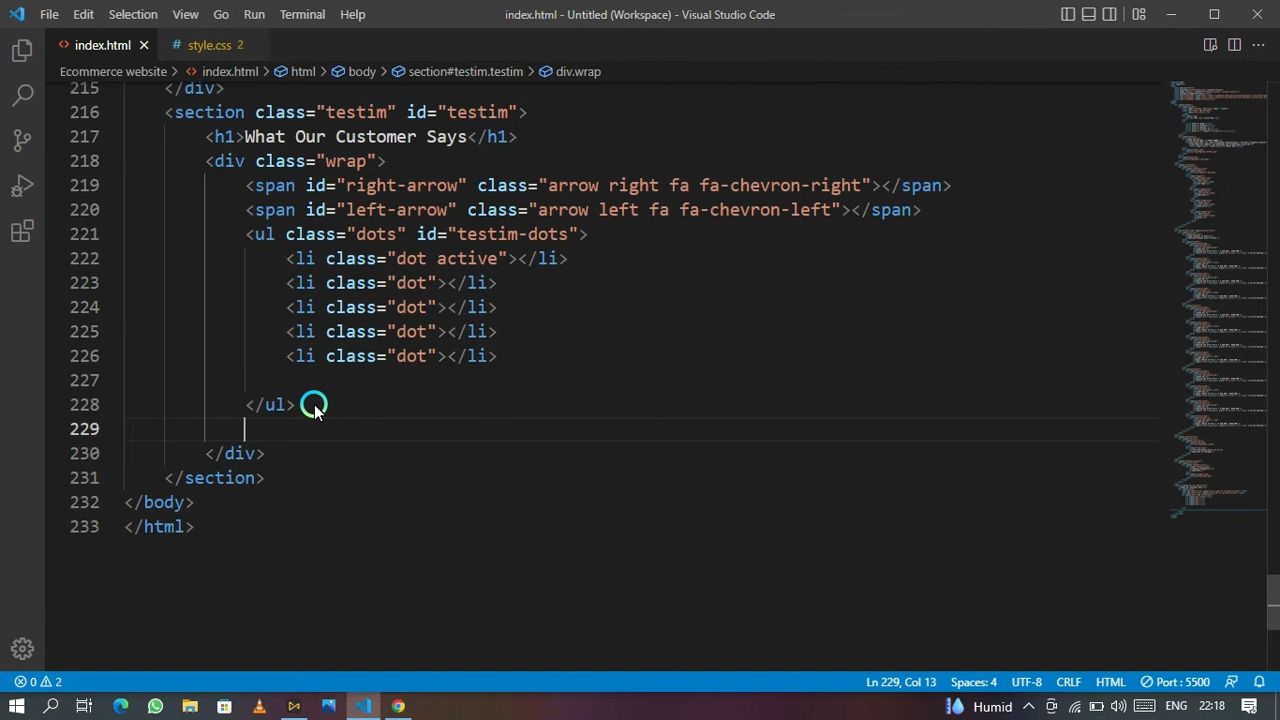 File Edit Selection View Go Run Terminal Help index.html - Untitled (Workspace) - Visual Studio Code
index.html style.css 2
Ecommerce website > index.html > html > body > section#testim.testim > div.wrap
215 </div>
216 <section class="testim" id="testim">
217 <h1>What Our Customer Says</h1>
218 <div class="wrap">
219 <span id="right-arrow" class="arrow right fa fa-chevron-right"></span>
220 <span id="left-arrow" class="arrow left fa fa-chevron-left"></span>
221 <ul class="dots" id="testim-dots">
222 <li class="dot active"></li>
223 <li class="dot"></li>
224 <li class="dot"></li>
225 <li class="dot"></li>
226 <li class="dot"></li>
227
228 </ul>
229
230 </div>
231 </section>
232 </body>
233 </html>
0 2 Ln 229, Col 13 Spaces: 4 UTF-8 CRLF HTML Port : 5500
Humid ENG 22:18